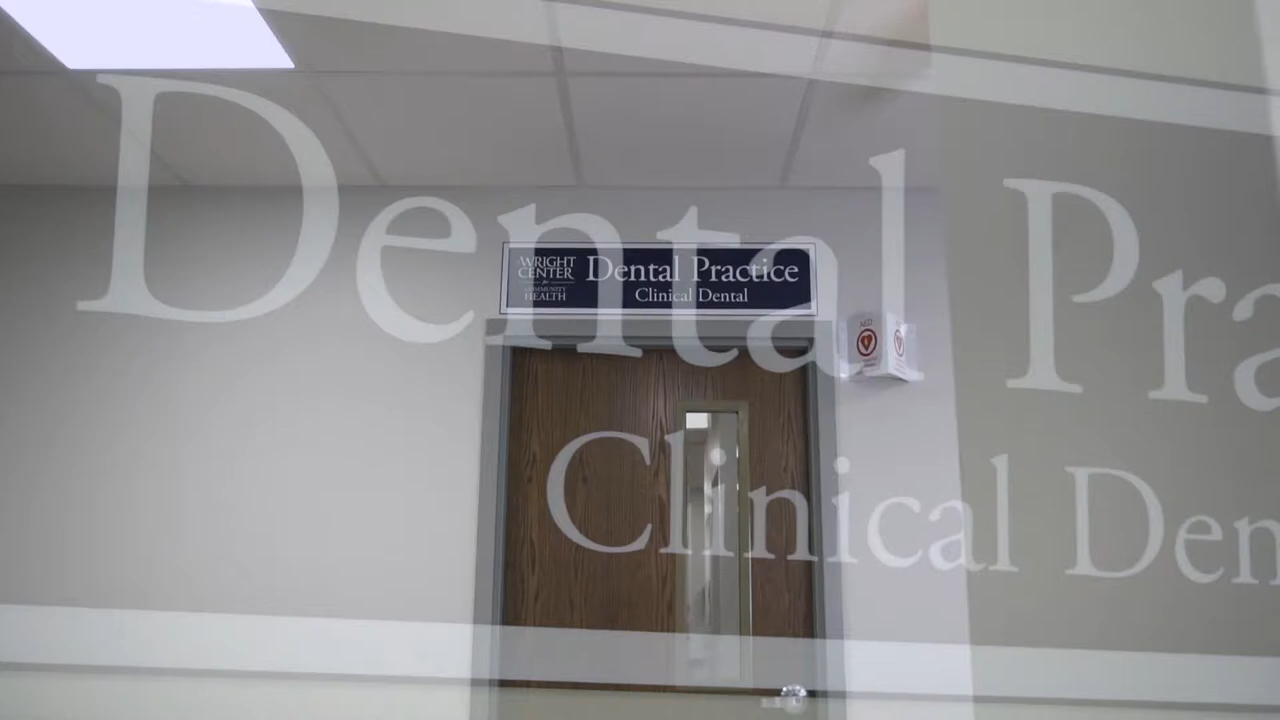 Dental Pra
Clinical Den
WRIGHT
CENTER
for
COMMUNITY
HEALTH
Dental Practice
Clinical Dental
AED